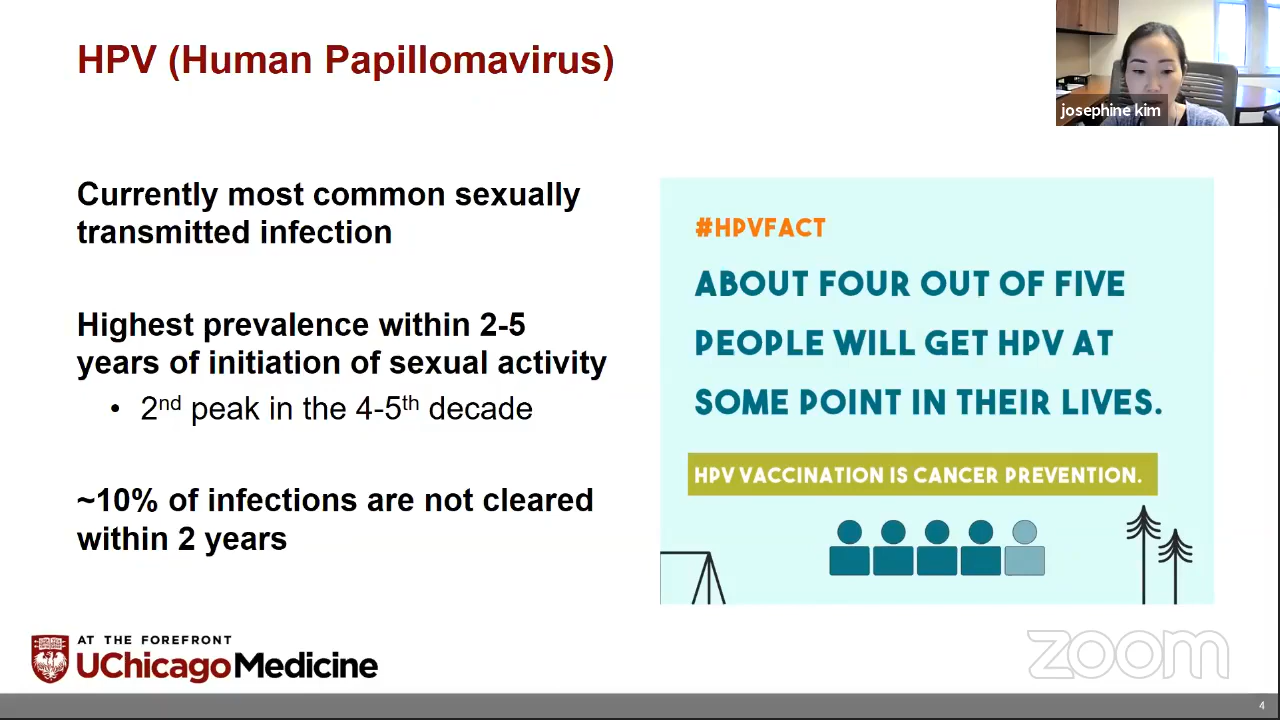 HPV (Human Papillomavirus)
josephine kim
Currently most common sexually
transmitted infection
Highest prevalence within 2-5
years of initiation of sexual activity
• 2nd peak in the 4-5th decade
~10% of infections are not cleared
within 2 years
#HPVFACT
ABOUT FOUR OUT OF FIVE
PEOPLE WILL GET HPV AT
SOME POINT IN THEIR LIVES.
HPV VACCINATION IS CANCER PREVENTION.
AT THE FOREFRONT
UChicago Medicine
zoom
4